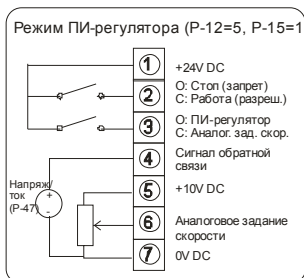 Режим ПИ-регулятора (P-12=5, P-15=1
1
+24V DC
2
O: Стоп (запрет)
C: Работа (разреш.)
3
O: ПИ-регулятор
C: Аналог. зад. скор.
4
Сигнал обратной
связи
Напряж/
ток
(P-47)
+
-
5
+10V DC
6
Аналоговое задание
скорости
7
0V DC